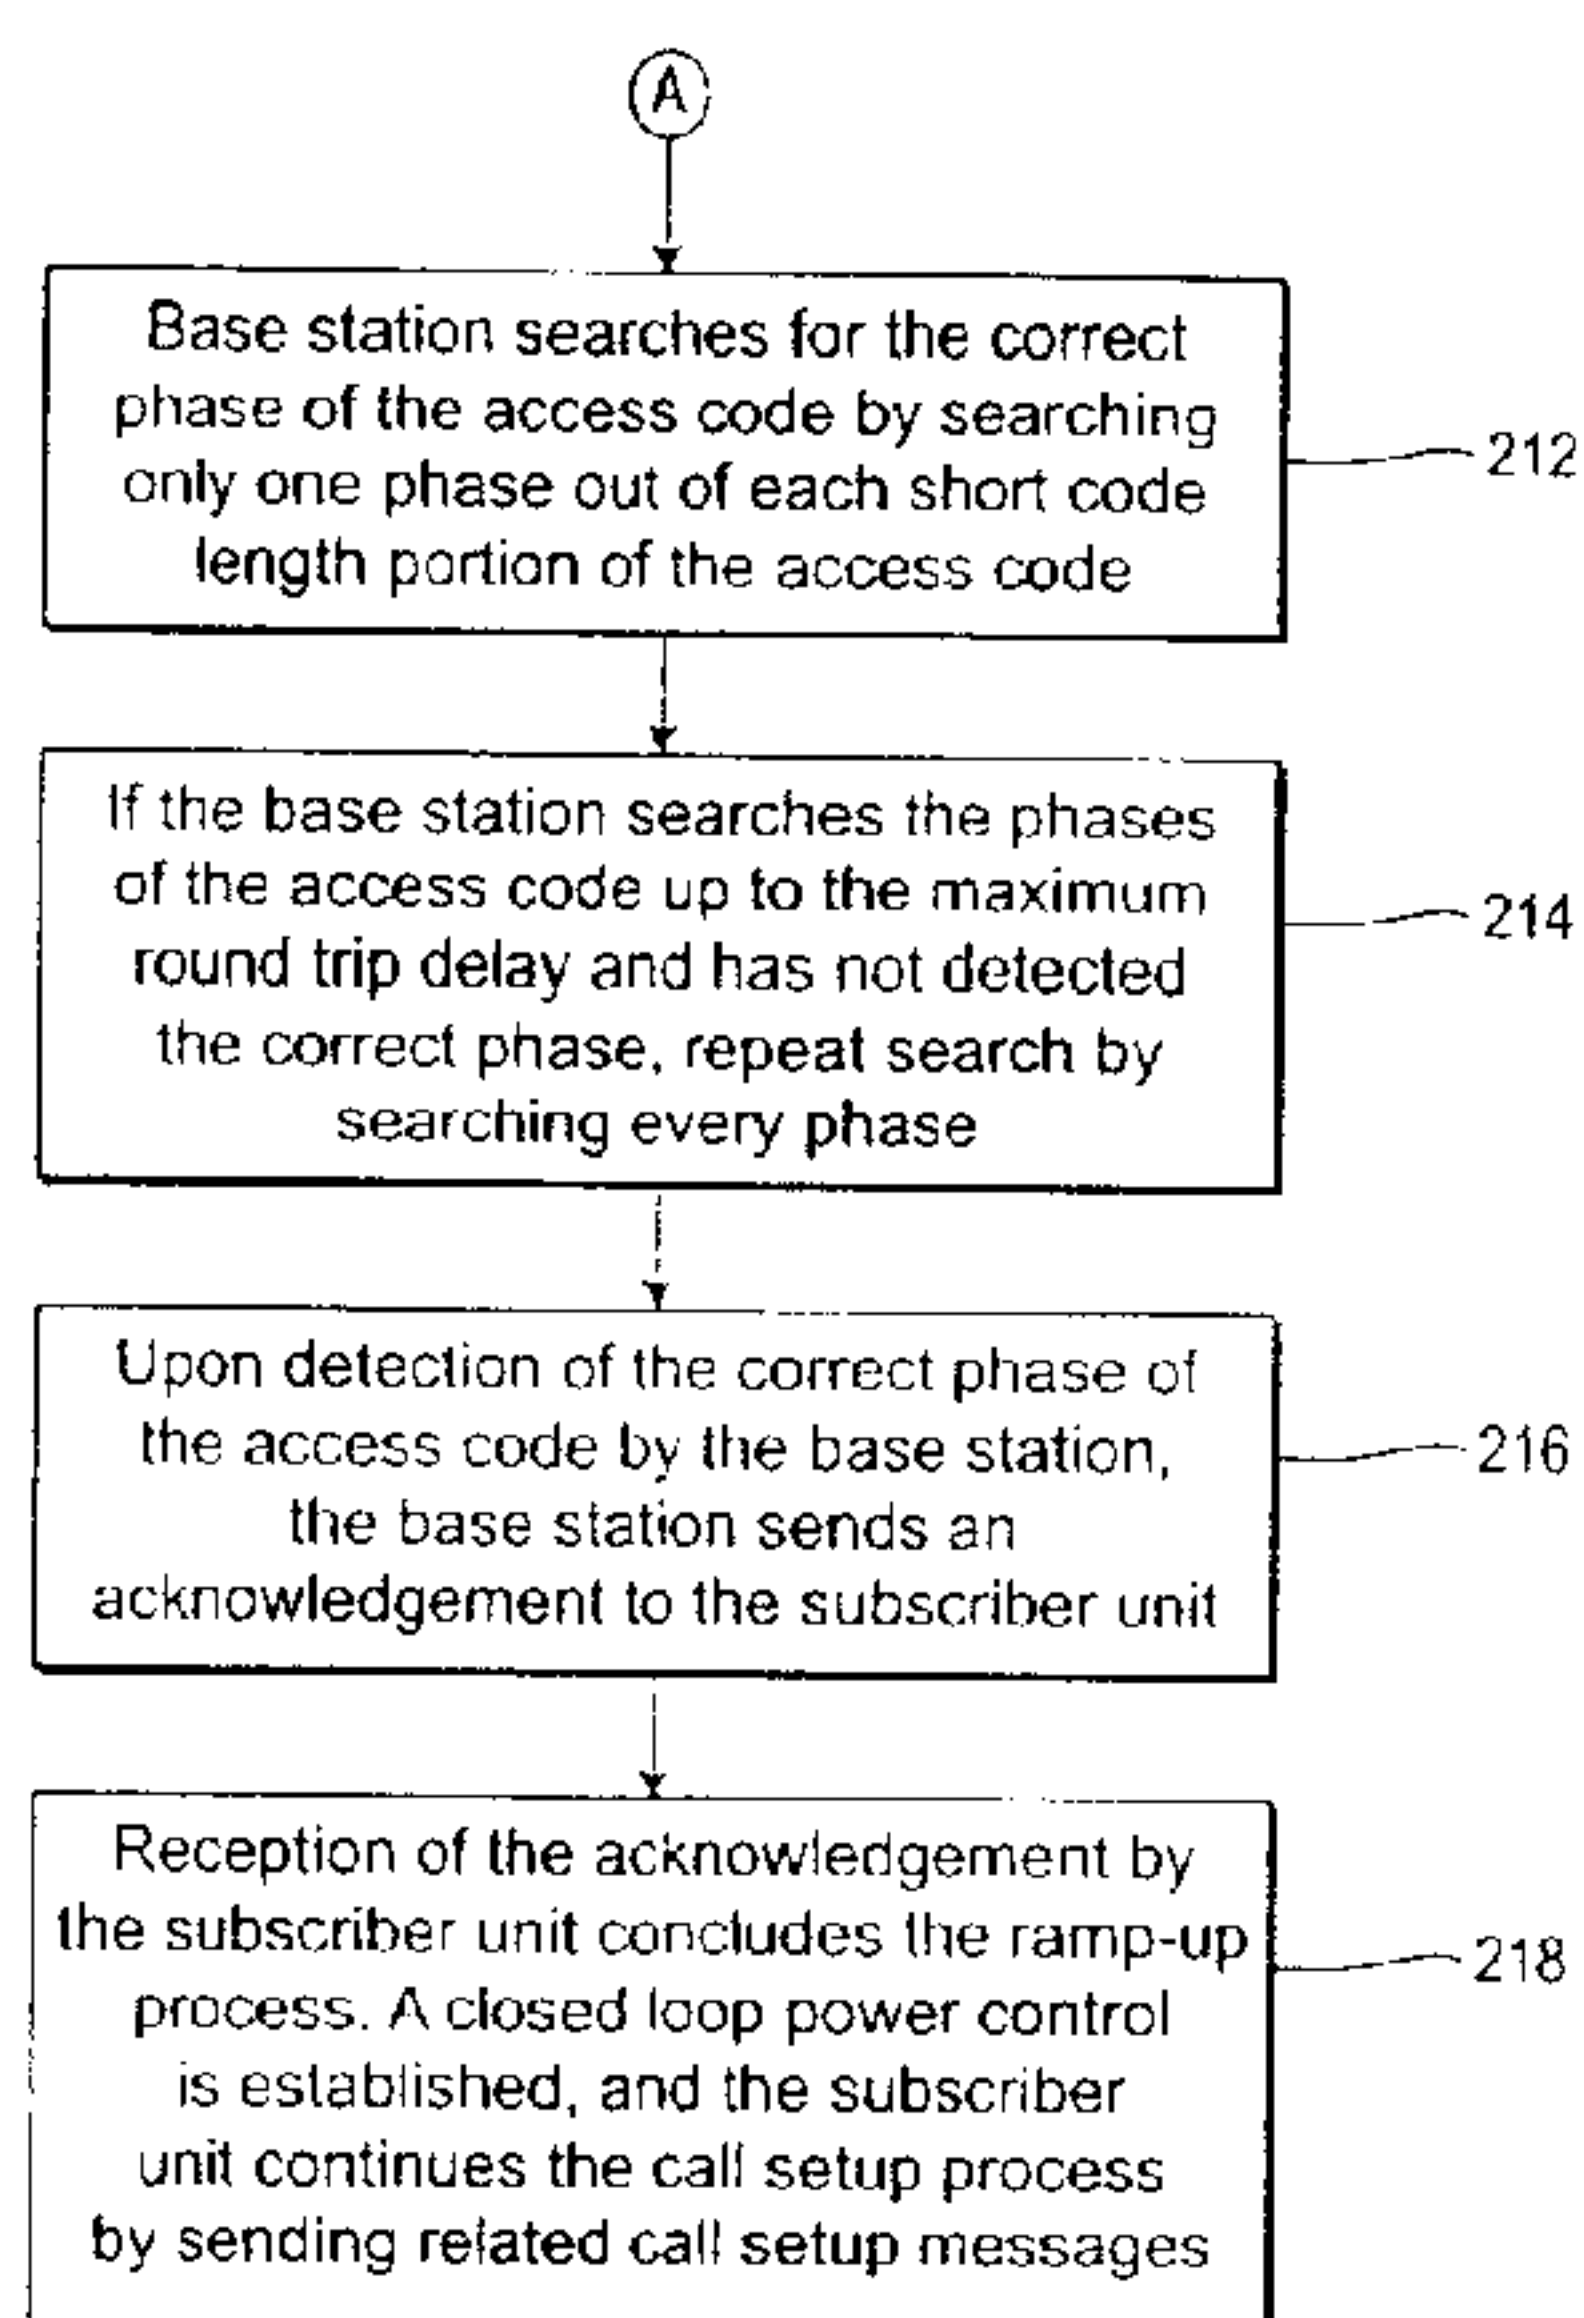 A
Base station searches for the correct
phase of the access code by searching
only one phase out of each short code
length portion of the access code
212
If the base station searches the phases
of the access code up to the maximum
round trip delay and has not detected
the correct phase, repeat search by
searching every phase
214
Upon detection of the correct phase of
the access code by the base station,
the base station sends an
acknowledgement to the subscriber unit
216
Reception of the acknowledgement by
the subscriber unit concludes the ramp-up
process. A closed loop power control
is established, and the subscriber
unit continues the call setup process
by sending related call setup messages
218